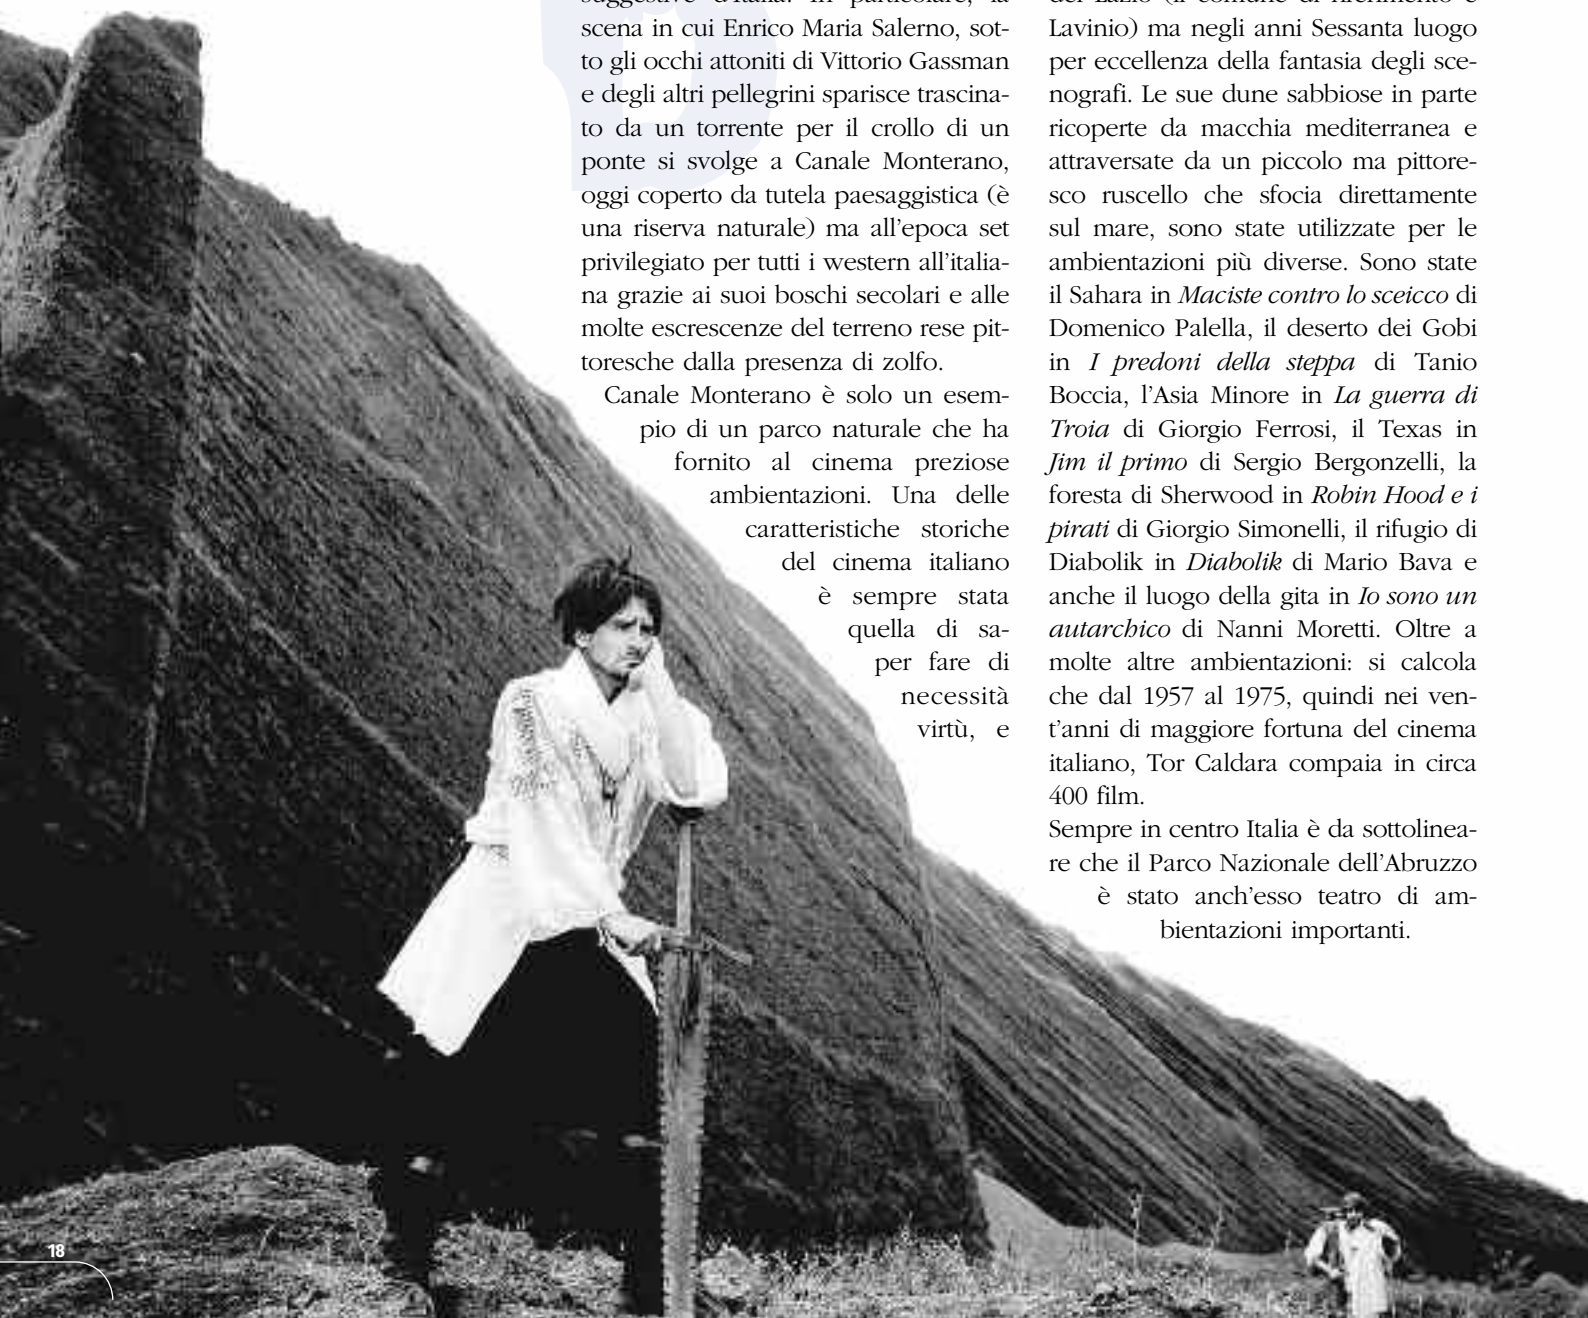 scena in cui Enrico Maria Salerno, sot-
to gli occhi attoniti di Vittorio Gassman
e degli altri pellegrini sparisce trascina-
to da un torrente per il crollo di un
ponte si svolge a Canale Monterano,
oggi coperto da tutela paesaggistica (è
una riserva naturale) ma all'epoca set
privilegiato per tutti i western all'italia-
na grazie ai suoi boschi secolari e alle
molte escrescenze del terreno rese pit-
toresche dalla presenza di zolfo.
Canale Monterano è solo un esem-
pio di un parco naturale che ha
fornito al cinema preziose
ambientazioni. Una delle
caratteristiche storiche
del cinema italiano
è sempre stata
quella di sa-
per fare di
necessità
virtù, e
Lavinio) ma negli anni Sessanta luogo
per eccellenza della fantasia degli sce-
nografi. Le sue dune sabbiose in parte
ricoperte da macchia mediterranea e
attraversate da un piccolo ma pittore-
sco ruscello che sfocia direttamente
sul mare, sono state utilizzate per le
ambientazioni più diverse. Sono state
il Sahara in Maciste contro lo sceicco di
Domenico Palella, il deserto dei Gobi
in I predoni della steppa di Tanio
Boccia, l'Asia Minore in La guerra di
Troia di Giorgio Ferrosi, il Texas in
Jim il primo di Sergio Bergonzelli, la
foresta di Sherwood in Robin Hood e i
pirati di Giorgio Simonelli, il rifugio di
Diabolik in Diabolik di Mario Bava e
anche il luogo della gita in Io sono un
autarchico di Nanni Moretti. Oltre a
molte altre ambientazioni: si calcola
che dal 1957 al 1975, quindi nei ven-
t'anni di maggiore fortuna del cinema
italiano, Tor Caldara compaia in circa
400 film.
Sempre in centro Italia è da sottolinea-
re che il Parco Nazionale dell'Abruzzo
è stato anch'esso teatro di am-
bientazioni importanti.
18